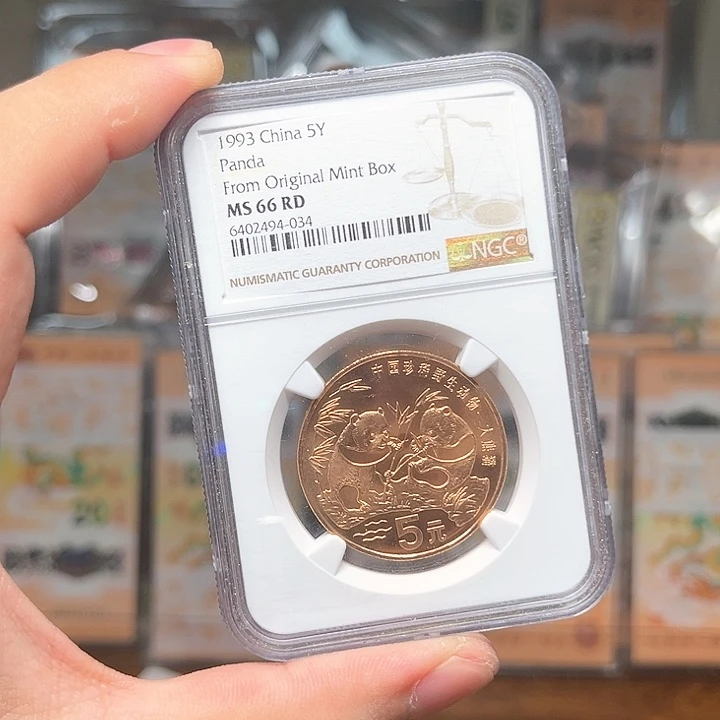 1993 China 5Y
Panda
From Original Mint Box
MS 66 RD
6402494-034
NUMISMATIC GUARANTY CORPORATION
NGC®
中国珍稀野生动物·大熊猫
5元